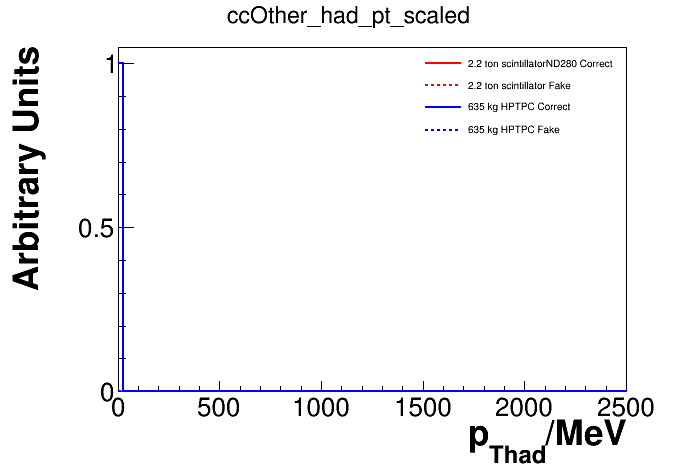 ccOther_had_pt_scaled
Arbitrary Units
1
0.5
0
2.2 ton scintillatorND280 Correct
2.2 ton scintillator Fake
635 kg HPTPC Correct
635 kg HPTPC Fake
0 500 1000 1500 2000 2500
pThad/MeV